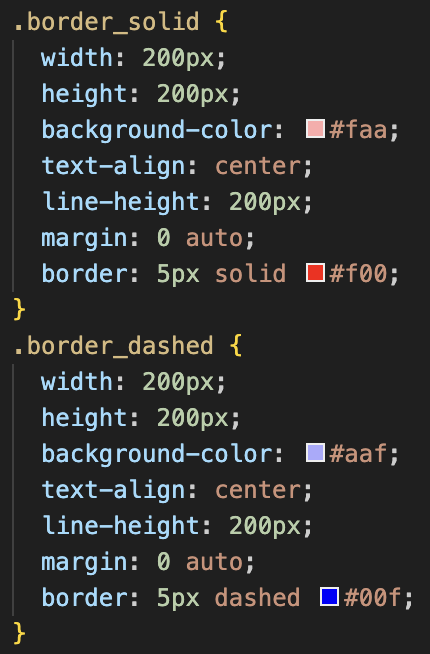 .border_solid {
  width: 200px;
  height: 200px;
  background-color: #faa;
  text-align: center;
  line-height: 200px;
  margin: 0 auto;
  border: 5px solid #f00;
}
.border_dashed {
  width: 200px;
  height: 200px;
  background-color: #aaf;
  text-align: center;
  line-height: 200px;
  margin: 0 auto;
  border: 5px dashed #00f;
}